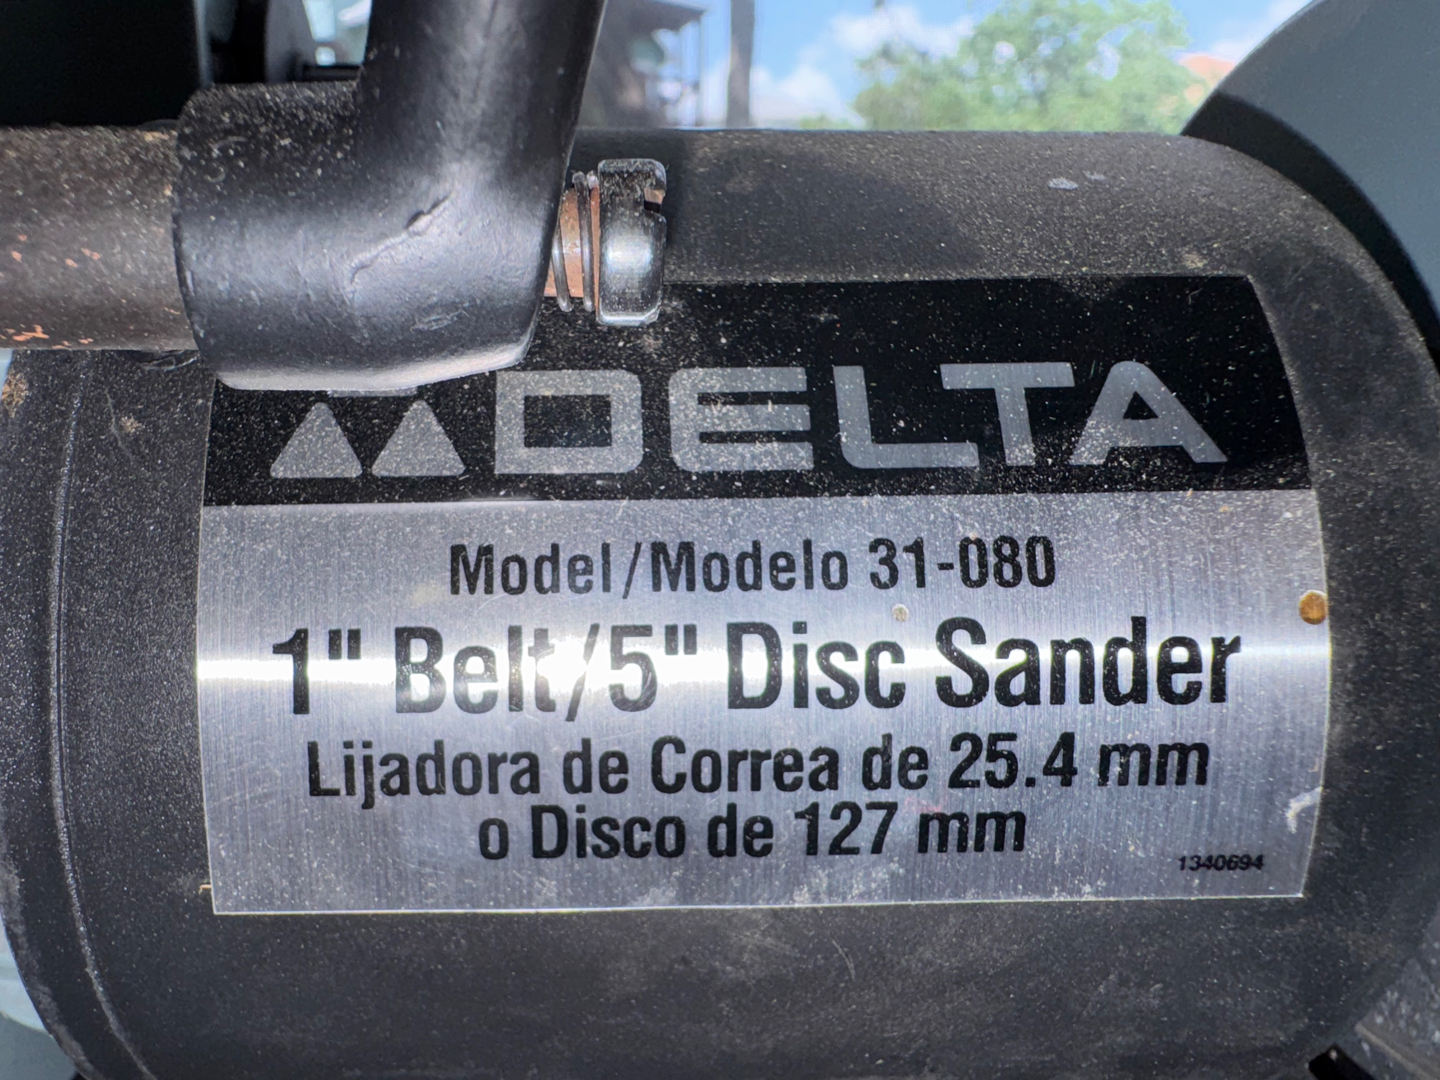 DELTA
Model/Modelo 31-080
1" Belt/5" Disc Sander
Lijadora de Correa de 25.4 mm
o Disco de 127 mm
1340694